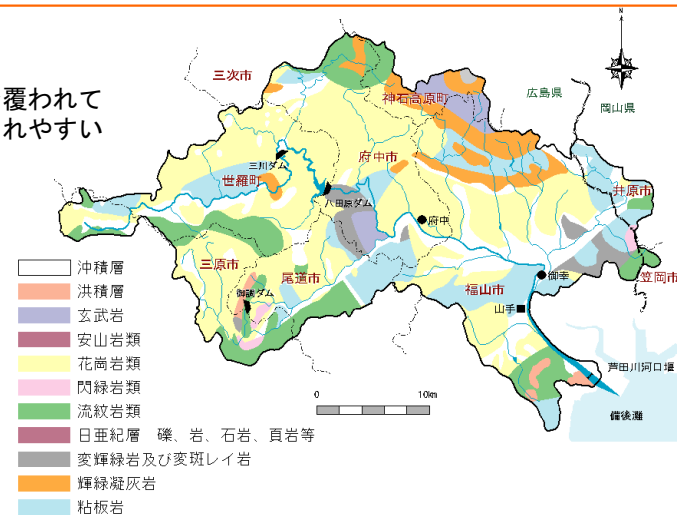 覆われて
れやすい
N
三次市
神石高原町
広島県
岡山県
三川ダム
府中市
世羅町
八田原ダム
井原市
府中
三原市
尾道市
御調ダム
福山市
御幸
笠岡市
山手
芦田川河口堰
備後灘
0 10km
沖積層
洪積層
玄武岩
安山岩類
花崗岩類
閃緑岩類
流紋岩類
日亜紀層 礫、岩、石岩、頁岩等
変輝緑岩及び変斑レイ岩
輝緑凝灰岩
粘板岩